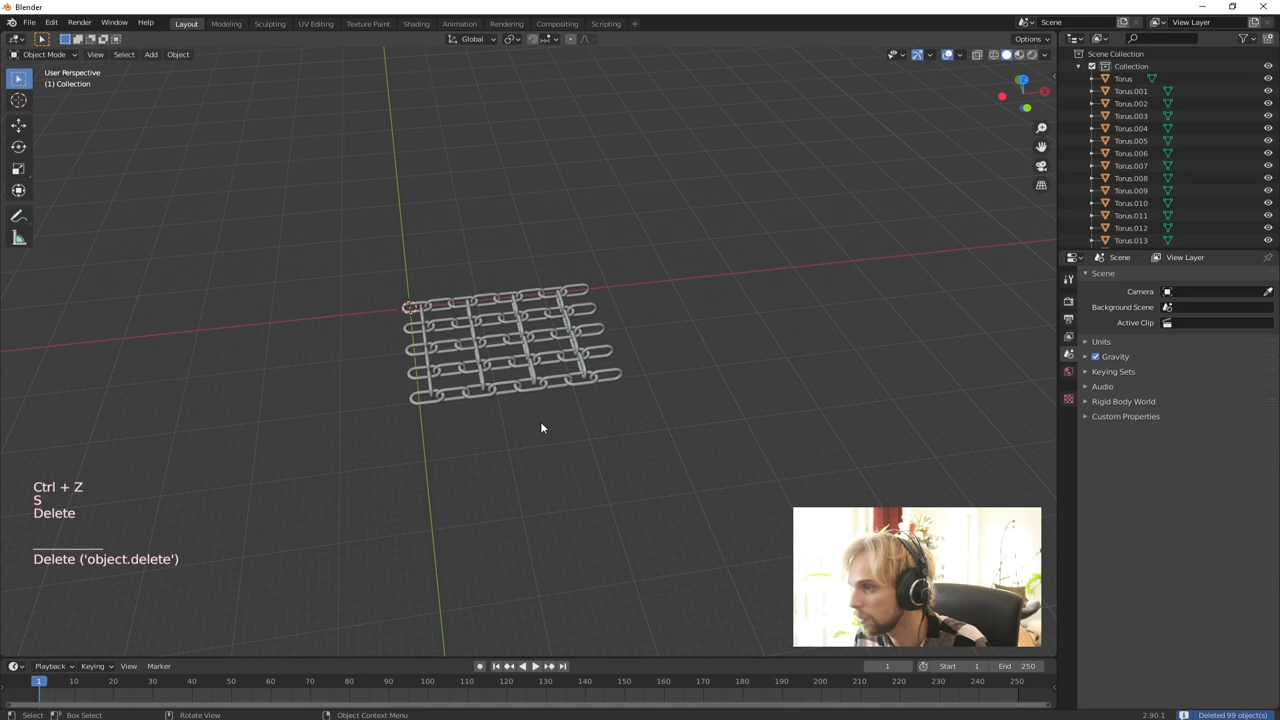 Blender
File Edit Render Window Help Layout Modeling Sculpting UV Editing Texture Paint Shading Animation Rendering Compositing Scripting + Scene View Layer
Global Options
Object Mode View Select Add Object
User Perspective
(1) Collection
Z
Scene Collection
Collection
Torus
Torus.001
Torus.002
Torus.003
Torus.004
Torus.005
Torus.006
Torus.007
Torus.008
Torus.009
Torus.010
Torus.011
Torus.012
Torus.013
Scene View Layer
Scene
Camera
Background Scene
Active Clip
Units
Gravity
Keying Sets
Audio
Rigid Body World
Custom Properties
Ctrl + Z
S
Delete
Delete ('object.delete')
Playback Keying View Marker 1 Start 1 End 250
1 10 20 30 40 50 60 70 80 90 100 110 120 130 140 150 160 170 180 190 200 210 220 230 240 250
Select Box Select Rotate View Object Context Menu 2.90.1 Deleted 99 object(s)